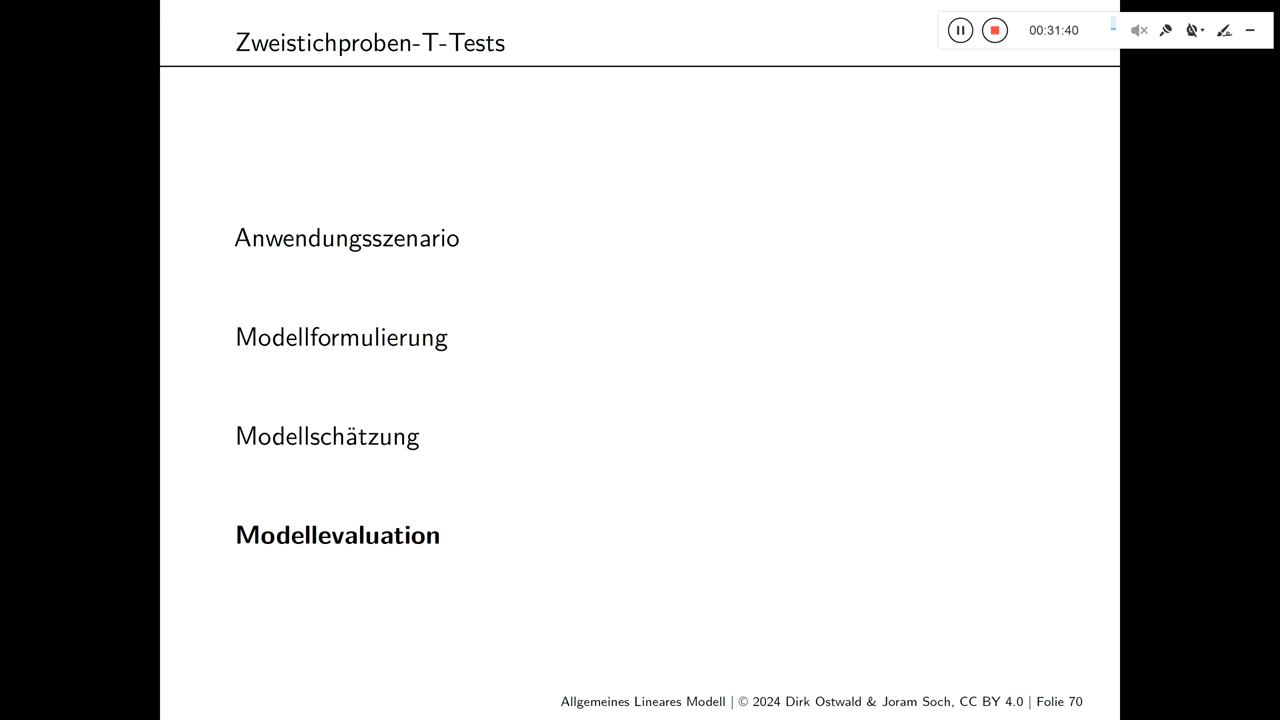 Zweistichproben-T-Tests
00:31:40
Anwendungsszenario
Modellformulierung
Modellschätzung
Modellevaluation
Allgemeines Lineares Modell | © 2024 Dirk Ostwald & Joram Soch, CC BY 4.0 | Folie 70